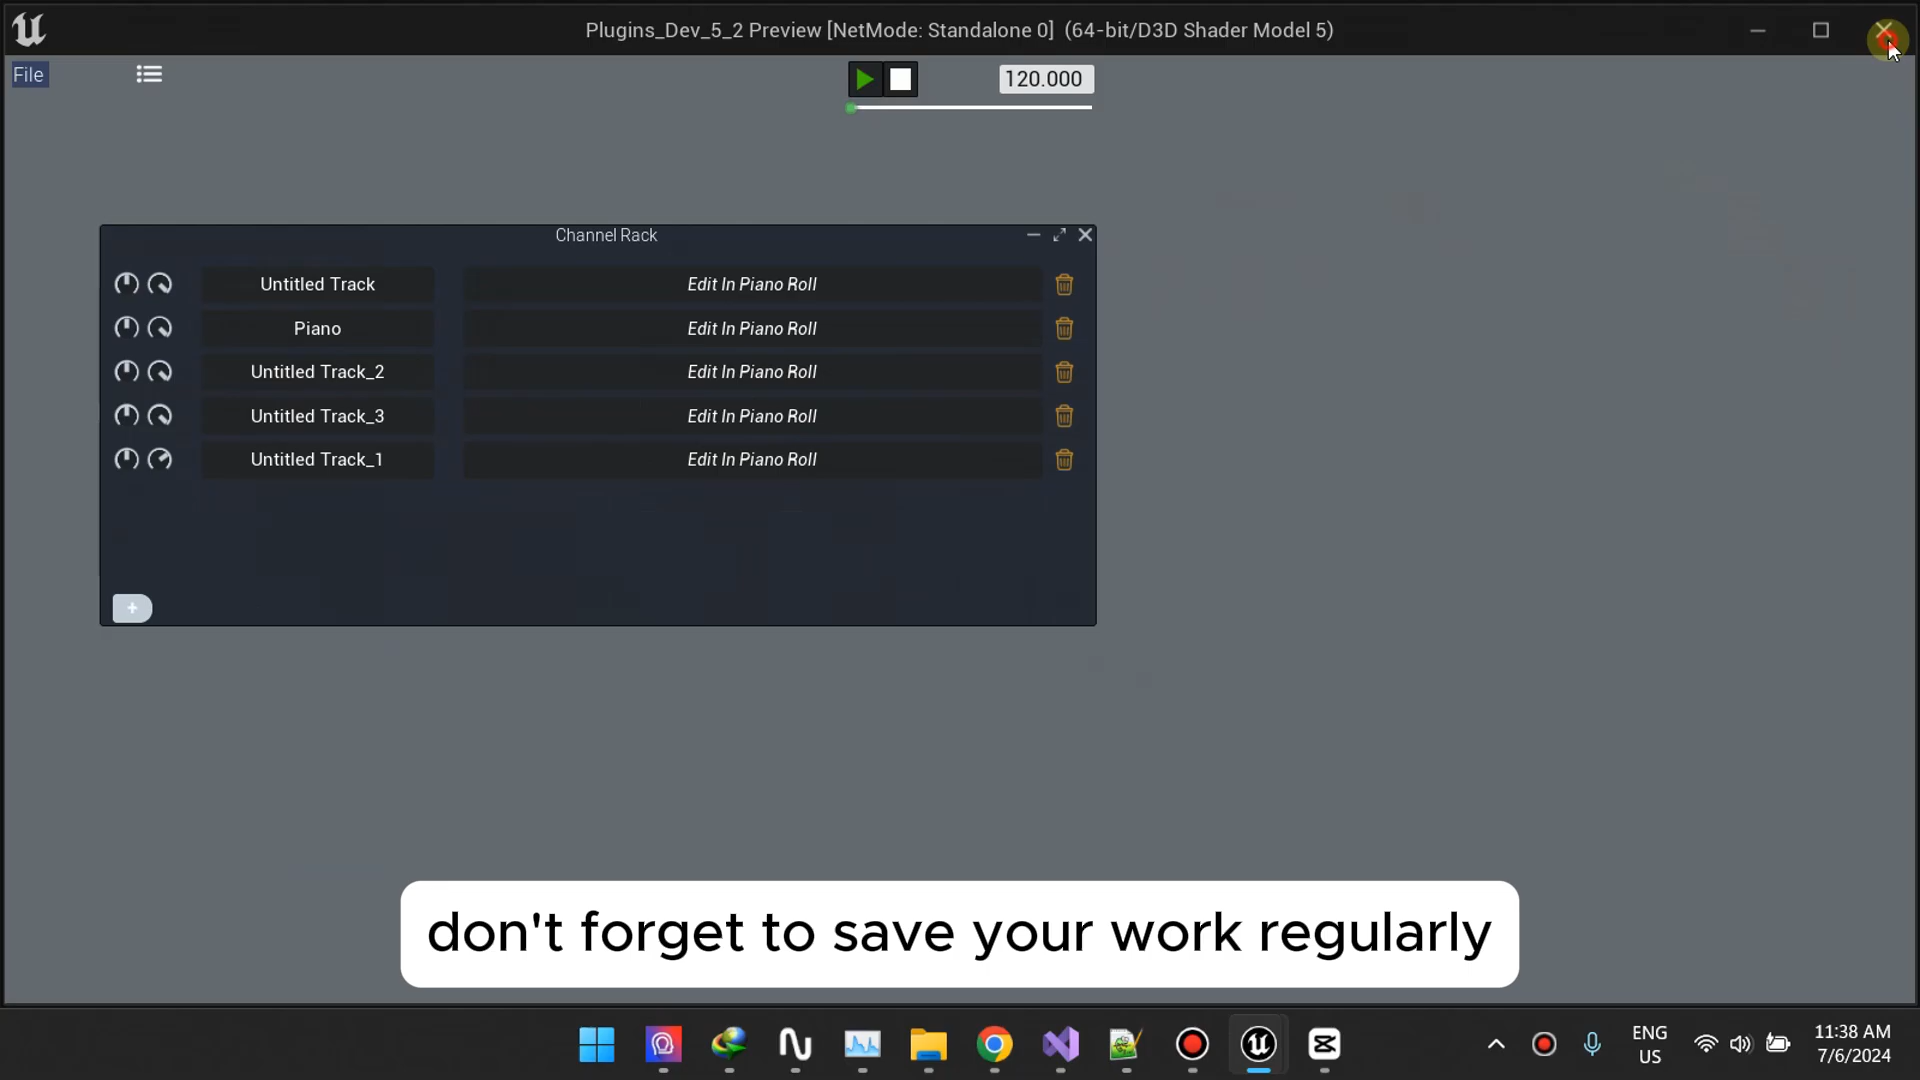 Plugins_Dev_5_2 Preview [NetMode: Standalone 0] (64-bit/D3D Shader Model 5)
File
120.000
Channel Rack
Untitled Track
Edit In Piano Roll
Piano
Edit In Piano Roll
Untitled Track_2
Edit In Piano Roll
Untitled Track_3
Edit In Piano Roll
Untitled Track_1
Edit In Piano Roll
+
don't forget to save your work regularly
ENG
US
11:38 AM
7/6/2024